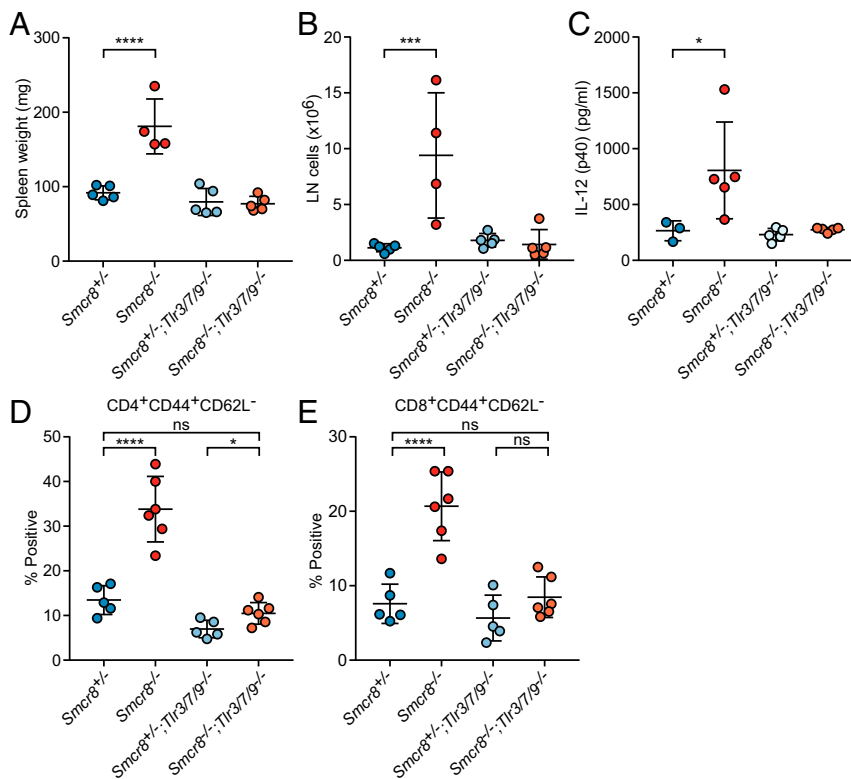 A
Spleen weight (mg)
300
200
100
0
****
Smcr8+/-
Smcr8-/-
Smcr8+/-;Tlr3/7/9-/-
Smcr8-/-;Tlr3/7/9-/-
B
LN cells (x10⁶)
20
15
10
5
0
***
Smcr8+/-
Smcr8-/-
Smcr8+/-;Tlr3/7/9-/-
Smcr8-/-;Tlr3/7/9-/-
C
IL-12 (p40) (pg/ml)
2000
1500
1000
500
0
*
Smcr8+/-
Smcr8-/-
Smcr8+/-;Tlr3/7/9-/-
Smcr8-/-;Tlr3/7/9-/-
D
CD4+CD44+CD62L-
ns
**** *
% Positive
50
40
30
20
10
0
Smcr8+/-
Smcr8-/-
Smcr8+/-;Tlr3/7/9-/-
Smcr8-/-;Tlr3/7/9-/-
E
CD8+CD44+CD62L-
ns
**** ns
% Positive
30
20
10
0
Smcr8+/-
Smcr8-/-
Smcr8+/-;Tlr3/7/9-/-
Smcr8-/-;Tlr3/7/9-/-